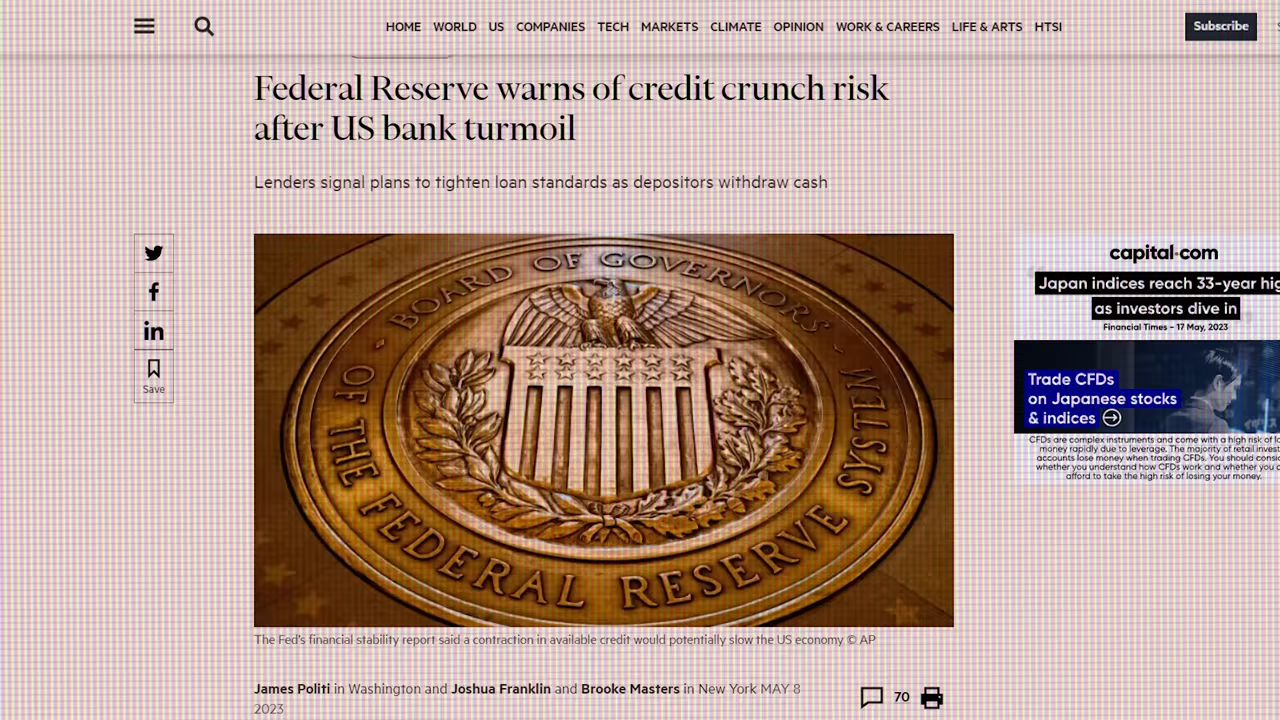 HOME WORLD US COMPANIES TECH MARKETS CLIMATE OPINION WORK & CAREERS LIFE & ARTS HTSI
Subscribe
Federal Reserve warns of credit crunch risk
after US bank turmoil
Lenders signal plans to tighten loan standards as depositors withdraw cash
Save
BOARD OF GOVERNORS
OF THE FEDERAL RESERVE SYSTEM
The Fed's financial stability report said a contraction in available credit would potentially slow the US economy © AP
James Politi in Washington and Joshua Franklin and Brooke Masters in New York MAY 8
2023
70
capital.com
Japan indices reach 33-year
as investors dive in
Financial Times - 17 May, 2023
Trade CFDs
on Japanese stocks
& indices
CFDs are complex instruments and come with a high risk of
money rapidly due to leverage. The majority of retail
accounts lose money when trading CFDs. You should
whether you understand how CFDs work and whether you
afford to take the high risk of losing your money.